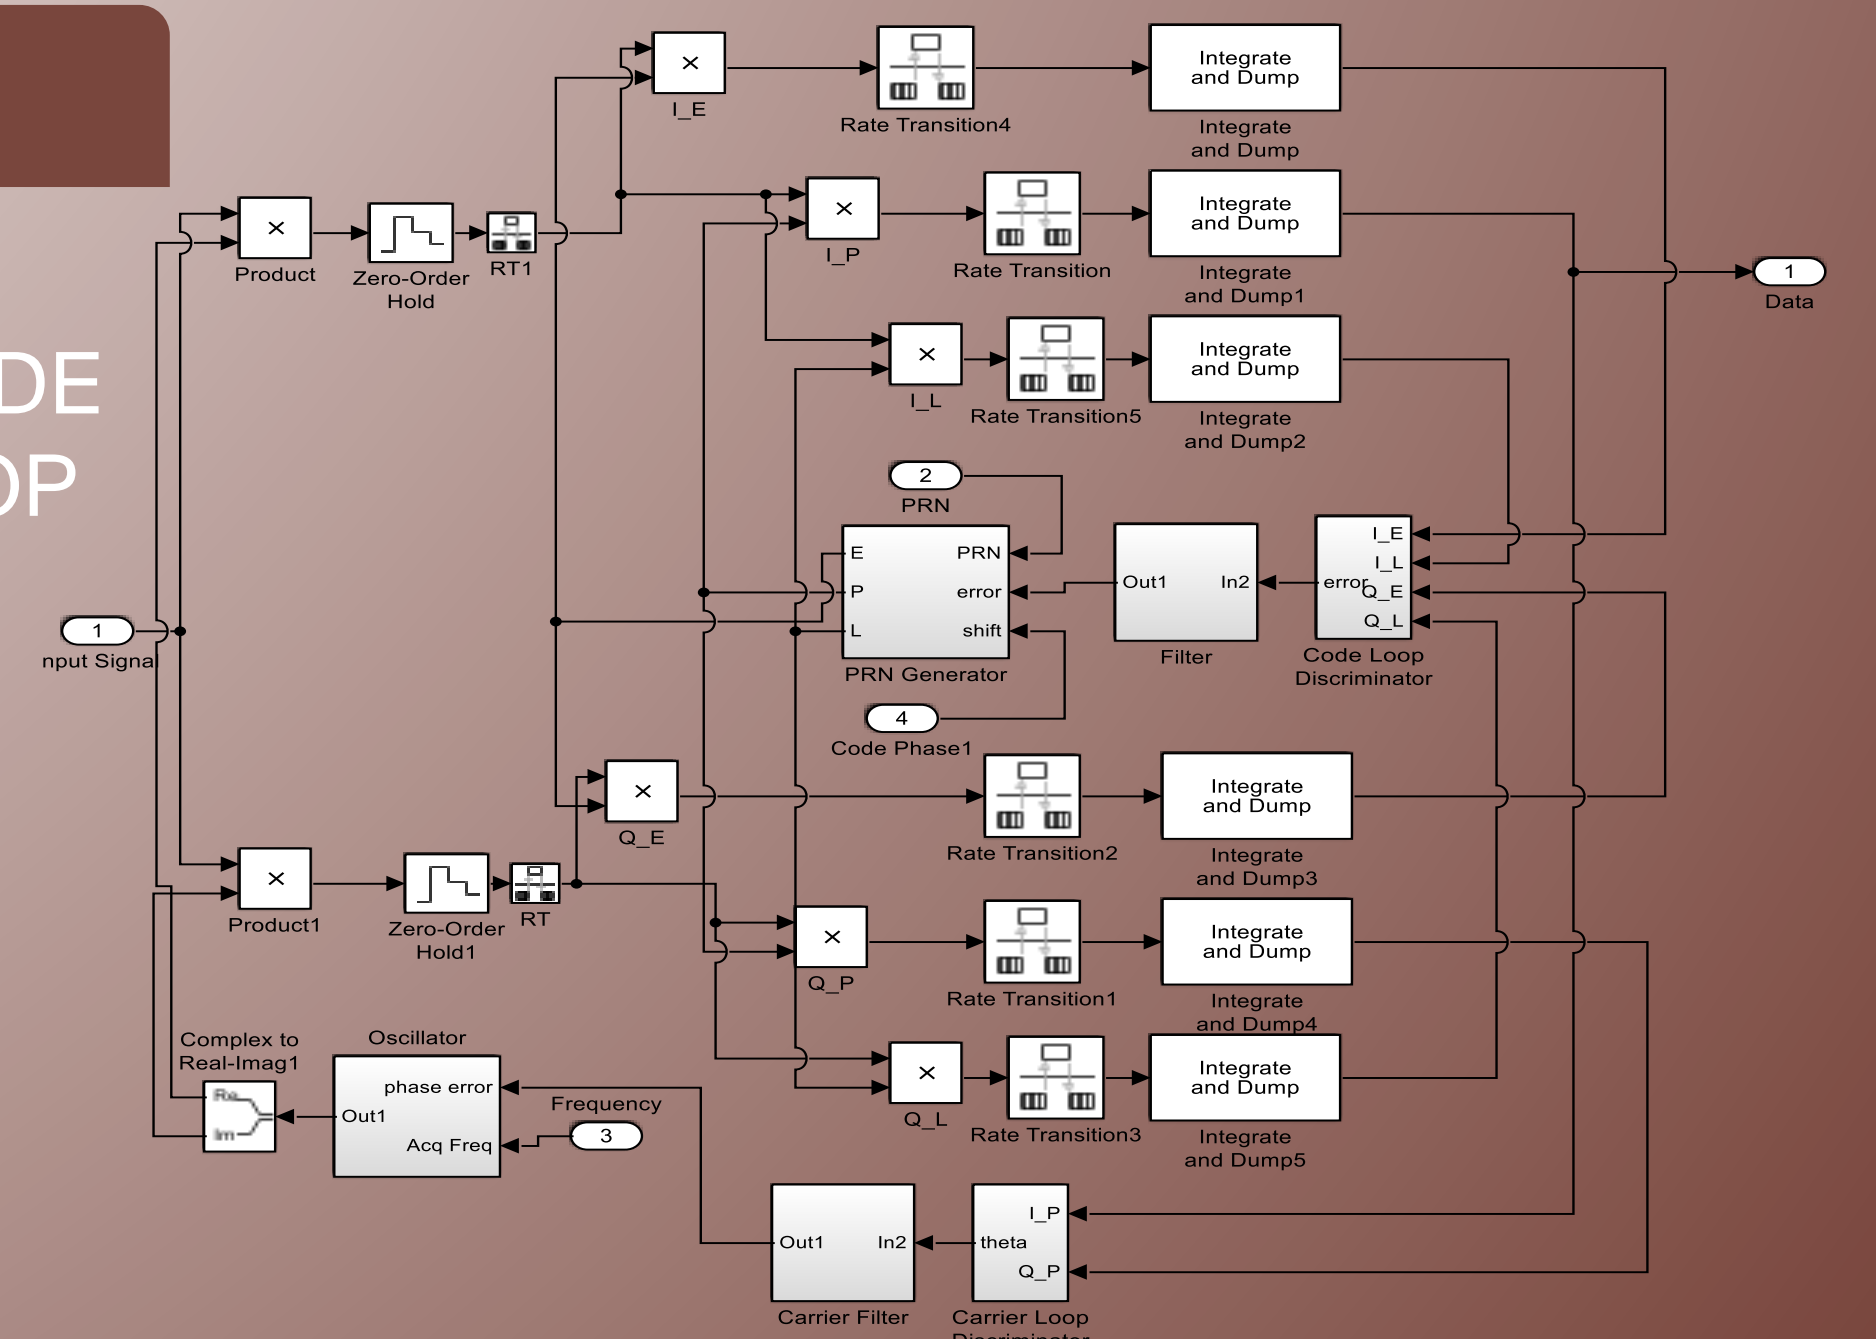 DE
OP
1
nput Signal
×
Product
Zero-Order
Hold
RT1
×
I_E
Rate Transition4
Integrate
and Dump
Integrate
and Dump
×
I_P
Rate Transition
Integrate
and Dump
Integrate
and Dump1
1
Data
×
I_L
Rate Transition5
Integrate
and Dump
Integrate
and Dump2
2
PRN
E
P
L
PRN
error
shift
PRN Generator
Out1
In2
Filter
I_E
I_L
error
Q_E
Q_L
Code Loop
Discriminator
4
Code Phase1
×
Q_E
Rate Transition2
Integrate
and Dump
Integrate
and Dump3
×
Product1
Zero-Order
Hold1
RT
×
Q_P
Rate Transition1
Integrate
and Dump
Integrate
and Dump4
×
Q_L
Rate Transition3
Integrate
and Dump
Integrate
and Dump5
Complex to
Real-Imag1
Re
Im
Oscillator
phase error
Out1
Acq Freq
Frequency
3
Out1
In2
Carrier Filter
I_P
theta
Q_P
Carrier Loop
Discriminator